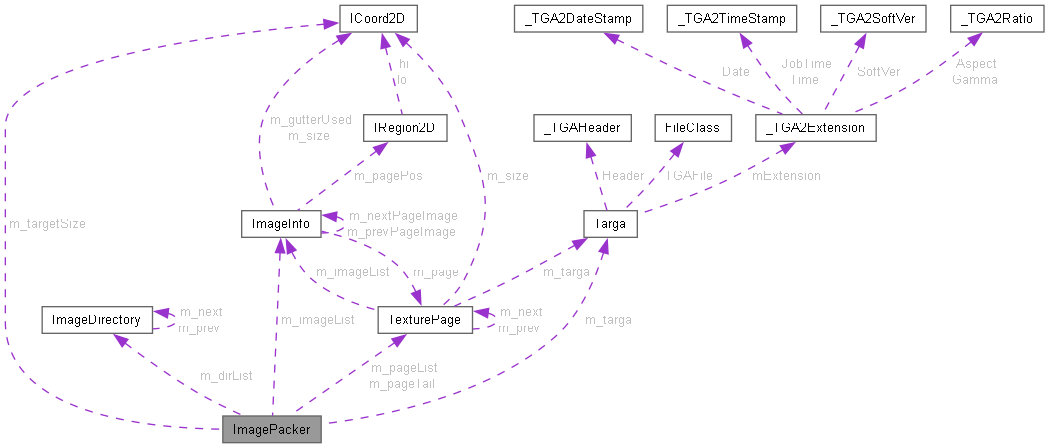 ICoord2D
_TGA2DateStamp
_TGA2TimeStamp
_TGA2SoftVer
_TGA2Ratio
hi
lo
Date
JobTime
Time
SoftVer
Aspect
Gamma
m_gutterUsed
m_size
IRegion2D
_TGAHeader
FileClass
_TGA2Extension
m_pagePos
m_size
Header
TGAFile
mExtension
m_targetSize
ImageInfo
m_nextPageImage
m_prevPageImage
Targa
m_imageList
m_page
m_targa
ImageDirectory
m_next
m_prev
m_imageList
TexturePage
m_next
m_prev
m_targa
m_dirList
m_pageList
m_pageTail
ImagePacker